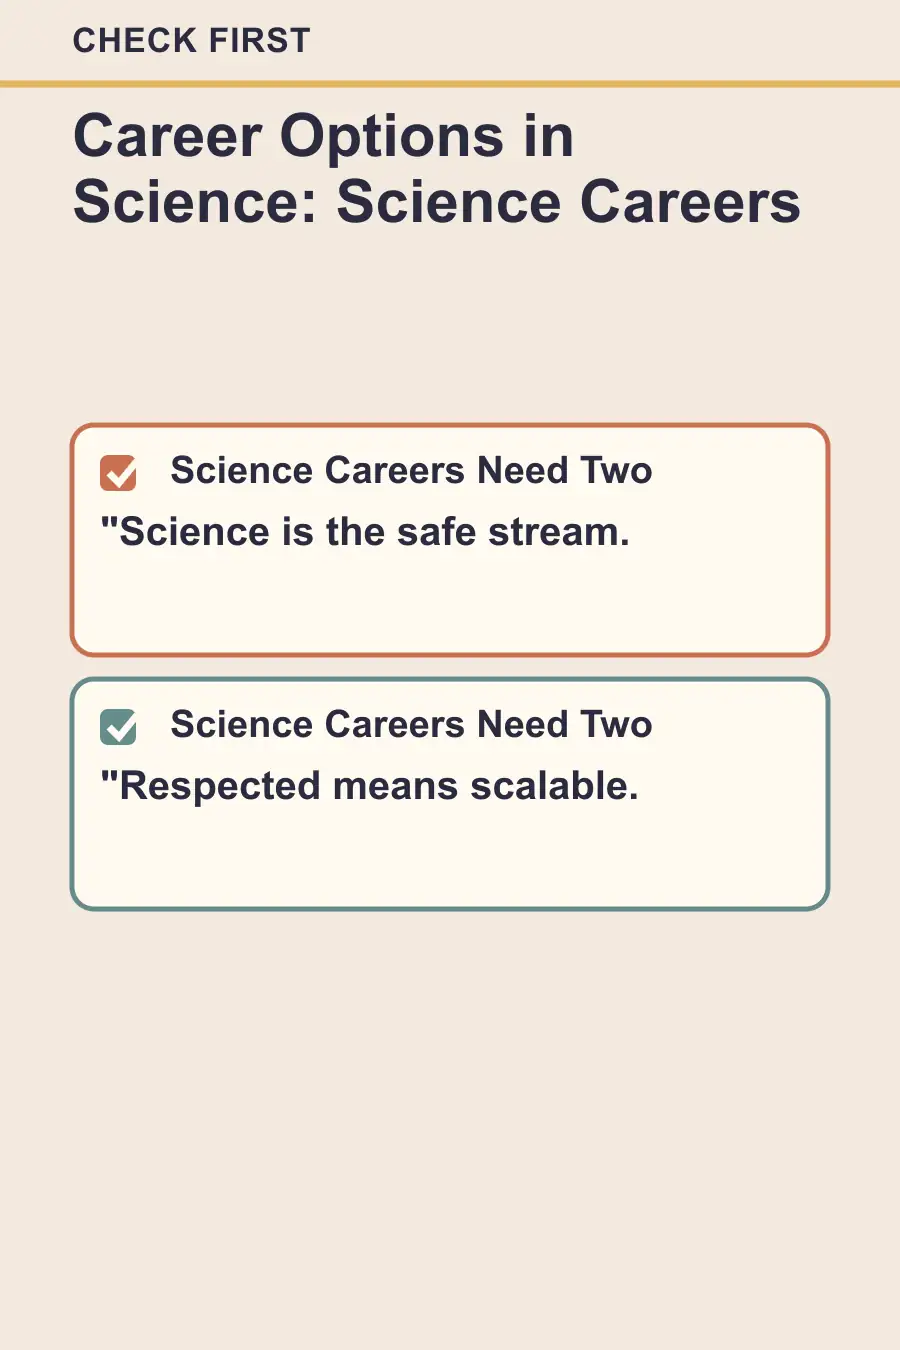 CHECK FIRST
Career Options in
Science: Science Careers
Science Careers Need Two
"Science is the safe stream.
Science Careers Need Two
"Respected means scalable.